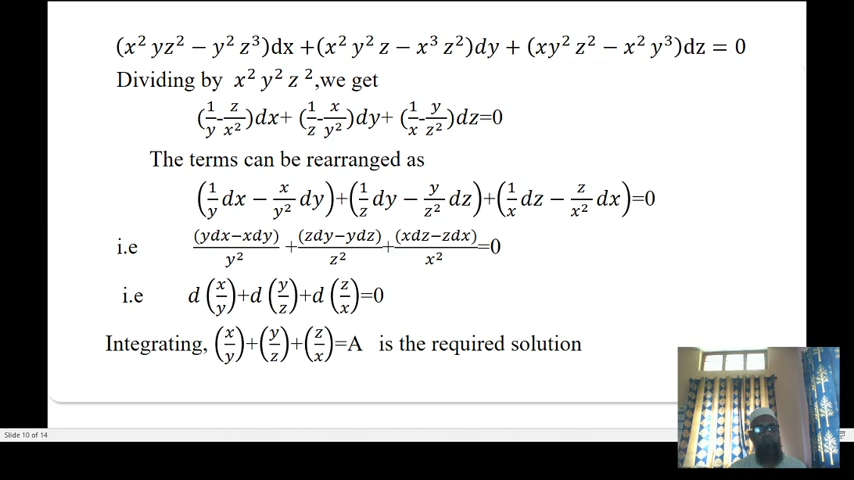 (x² yz² − y² z³)dx +(x² y² z − x³ z²)dy + (xy² z² − x² y³)dz = 0
Dividing by x² y² z ²,we get
(1/y - z/x²)dx+ (1/z - x/y²)dy+ (1/x - y/z²)dz=0
The terms can be rearranged as
(1/y dx − x/y² dy)+(1/z dy − y/z² dz)+(1/x dz − z/x² dx)=0
i.e (ydx−xdy)/y² +(zdy−ydz)/z² +(xdz−zdx)/x² =0
i.e d(x/y)+d(y/z)+d(z/x)=0
Integrating, (x/y)+(y/z)+(z/x)=A is the required solution
Slide 10 of 14